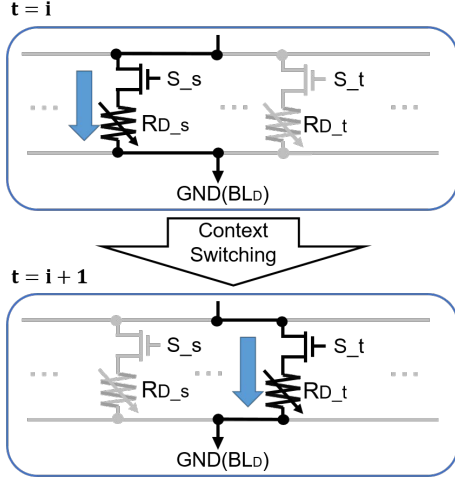 t = i
S_s
S_t
RD_s
RD_t
GND(BLD)
Context
Switching
t = i + 1
S_s
S_t
RD_s
RD_t
GND(BLD)